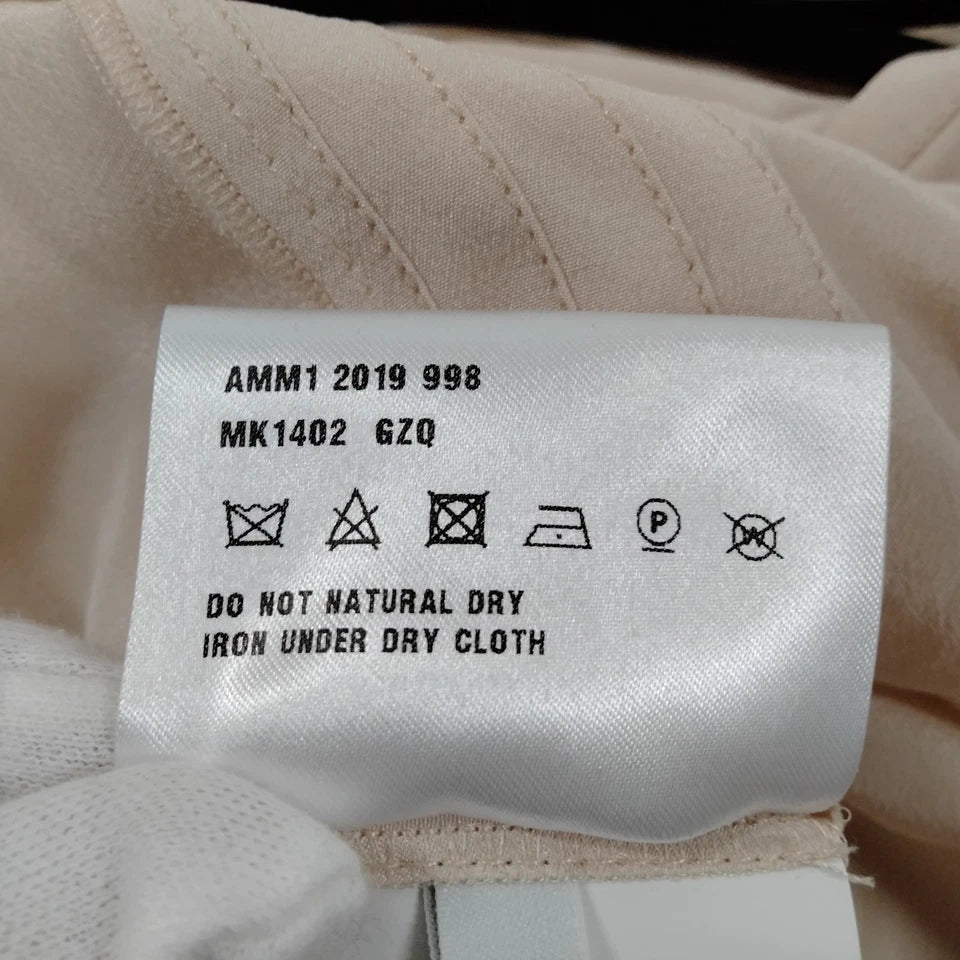 AMM1 2019 998
MK1402 GZQ
P
W
DO NOT NATURAL DRY
IRON UNDER DRY CLOTH